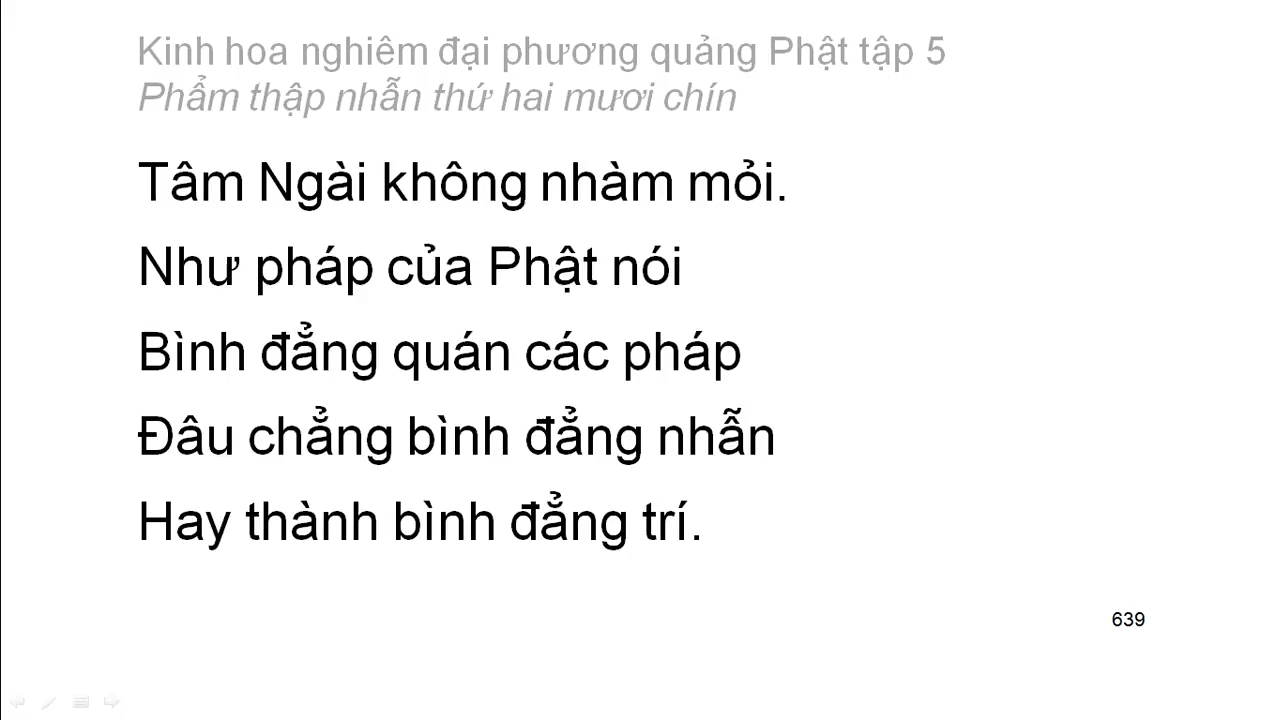 Kinh hoa nghiêm đại phương quảng Phật tập 5
Phẩm thập nhẫn thứ hai mươi chín
Tâm Ngài không nhàm mỏi.
Như pháp của Phật nói
Bình đẳng quán các pháp
Đâu chẳng bình đẳng nhẫn
Hay thành bình đẳng trí.
639